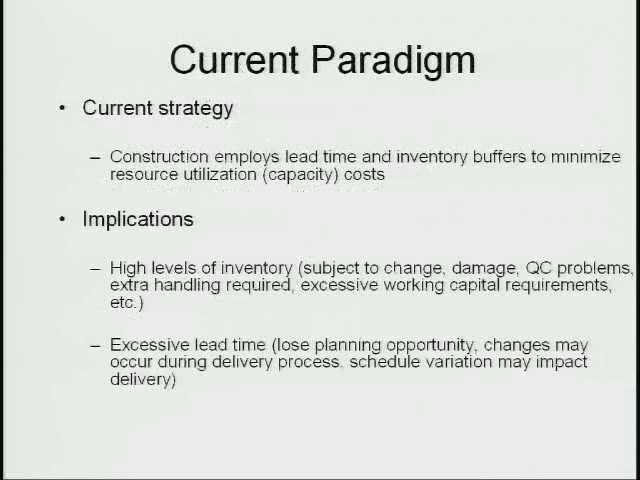 Current Paradigm
• Current strategy
– Construction employs lead time and inventory buffers to minimize
resource utilization (capacity) costs
• Implications
– High levels of inventory (subject to change, damage, QC problems,
extra handling required, excessive working capital requirements,
etc.)
– Excessive lead time (lose planning opportunity, changes may
occur during delivery process, schedule variation may impact
delivery)